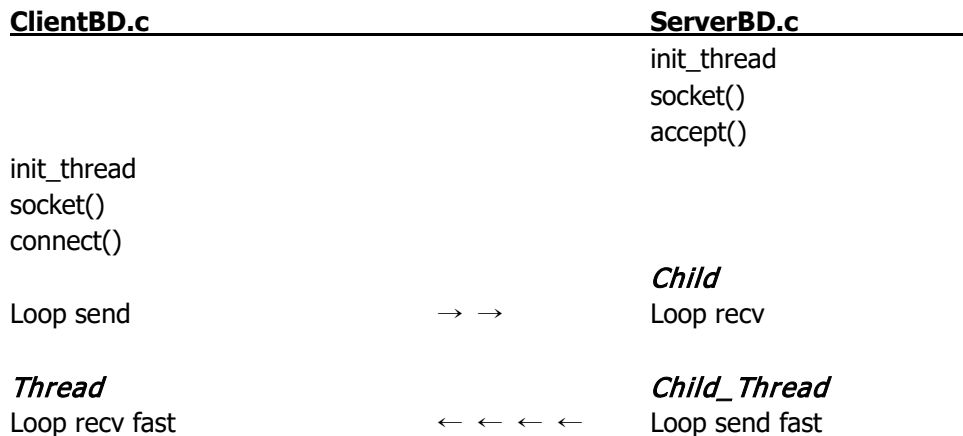 ClientBD.c ServerBD.c
init_thread
socket()
accept()
init_thread
socket()
connect()
Child
Loop send → → Loop recv
Thread Child_Thread
Loop recv fast ← ← ← ← Loop send fast